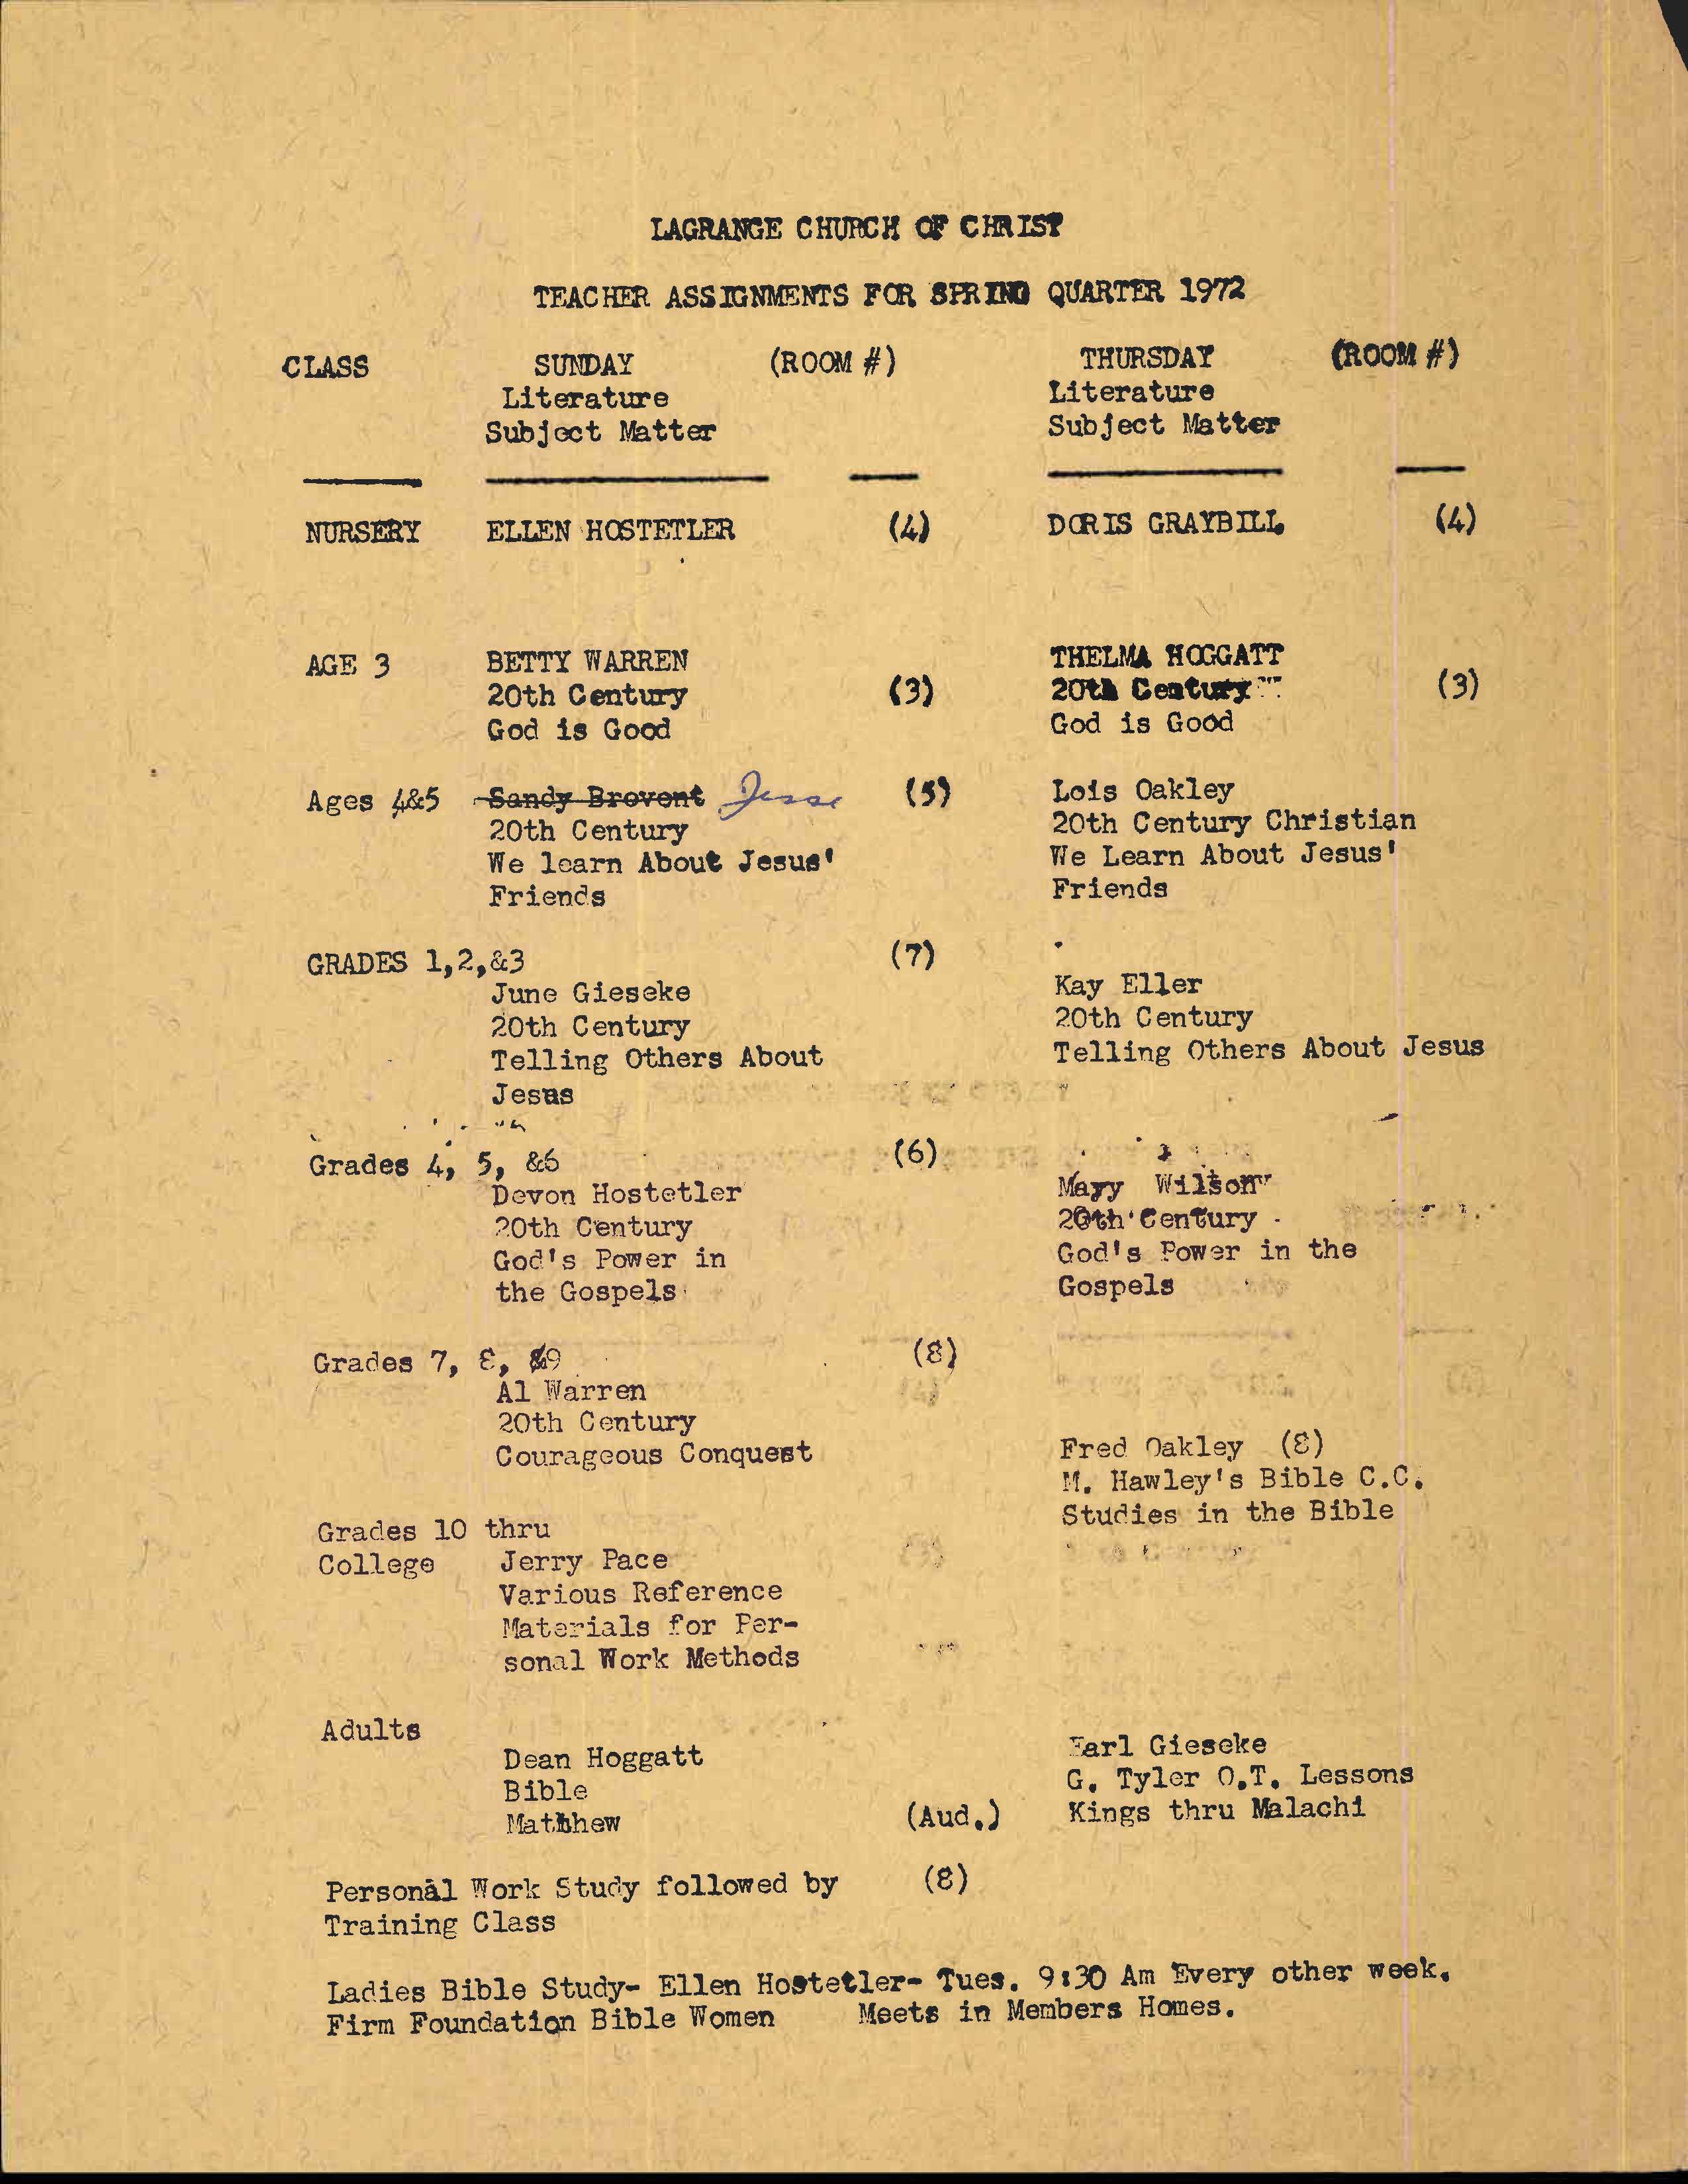 LAGRANGE CHURCH OF CHRIST
TEACHER ASSIGNMENTS FOR SPRING QUARTER 1972
CLASS SUNDAY (ROOM #) THURSDAY (ROOM #)
Literature Literature
Subject Matter Subject Matter
NURSERY ELLEN HOSTETLER (4) DORIS GRAYBILL (4)
AGE 3 BETTY WARREN THELMA HOGGATT
20th Century (3) 20th Century (3)
God is Good God is Good
Ages 4&5 Sandy Brovent Jesse (5) Lois Oakley
20th Century 20th Century Christian
We learn About Jesus' We Learn About Jesus'
Friends Friends
GRADES 1,2,&3 (7)
June Gieseke Kay Eller
20th Century 20th Century
Telling Others About Telling Others About Jesus
Jesus
Grades 4, 5, &6 (6)
Devon Hostetler Mary Wilson
20th Century 20th Century
God's Power in God's Power in the
the Gospels Gospels
Grades 7, 8, &9 (8)
Al Warren
20th Century
Courageous Conquest Fred Oakley (8)
M. Hawley's Bible C.C.
Studies in the Bible
Grades 10 thru
College Jerry Pace
Various Reference
Materials for Per-
sonal Work Methods
Adults
Dean Hoggatt Earl Gieseke
Bible G. Tyler O.T. Lessons
Matthew (Aud.) Kings thru Malachi
Personal Work Study followed by (8)
Training Class
Ladies Bible Study- Ellen Hostetler- Tues. 9:30 Am Every other week.
Firm Foundation Bible Women Meets in Members Homes.